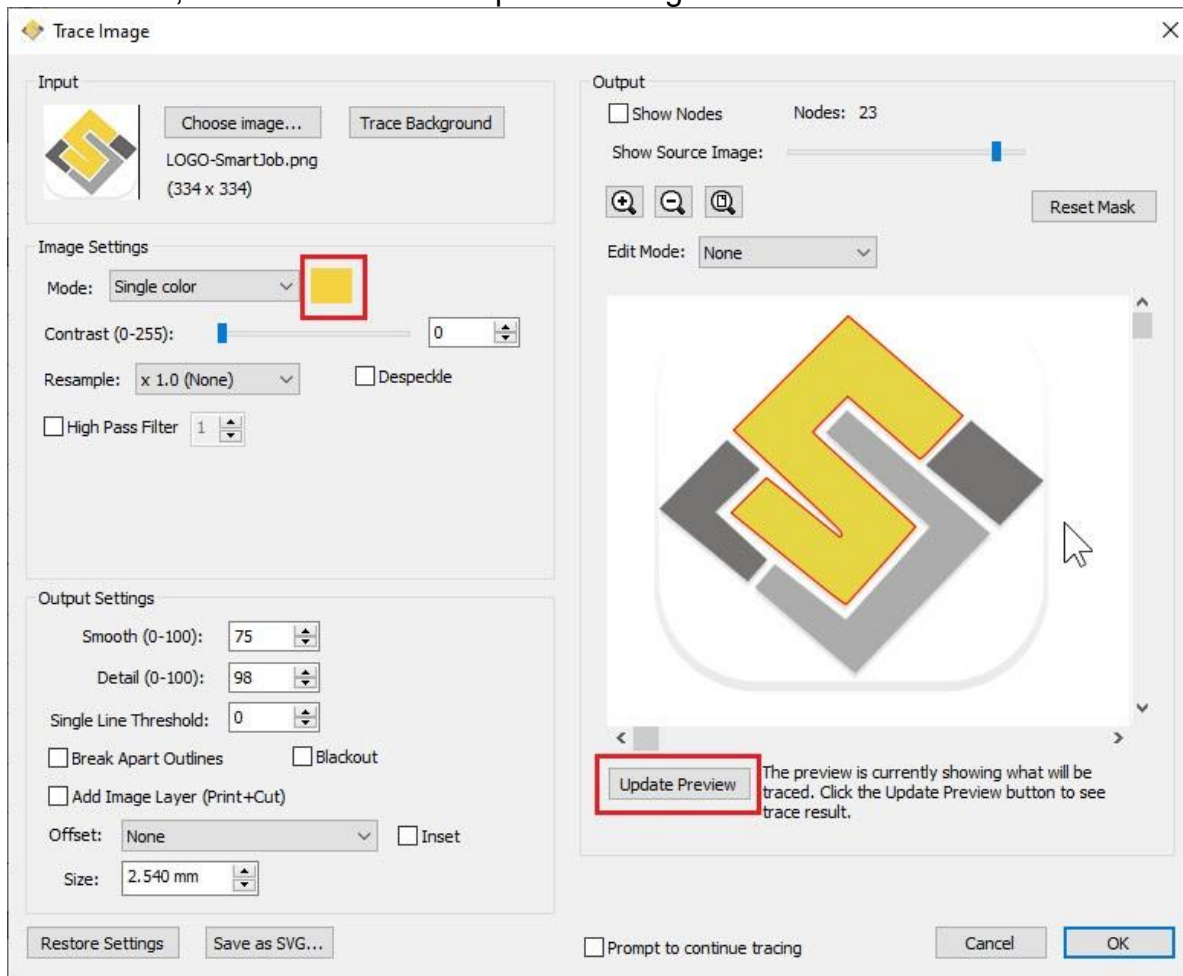 Trace Image
Input
Choose image...
Trace Background
LOGO-SmartJob.png
(334 x 334)
Image Settings
Mode: Single color
Contrast (0-255): 0
Resample: x 1.0 (None)
Despeckle
High Pass Filter 1
Output Settings
Smooth (0-100): 75
Detail (0-100): 98
Single Line Threshold: 0
Break Apart Outlines
Blackout
Add Image Layer (Print+Cut)
Offset: None
Inset
Size: 2.540 mm
Restore Settings
Save as SVG...
Output
Show Nodes
Nodes: 23
Show Source Image:
Reset Mask
Edit Mode: None
Update Preview
The preview is currently showing what will be
traced. Click the Update Preview button to see
trace result.
Prompt to continue tracing
Cancel
OK